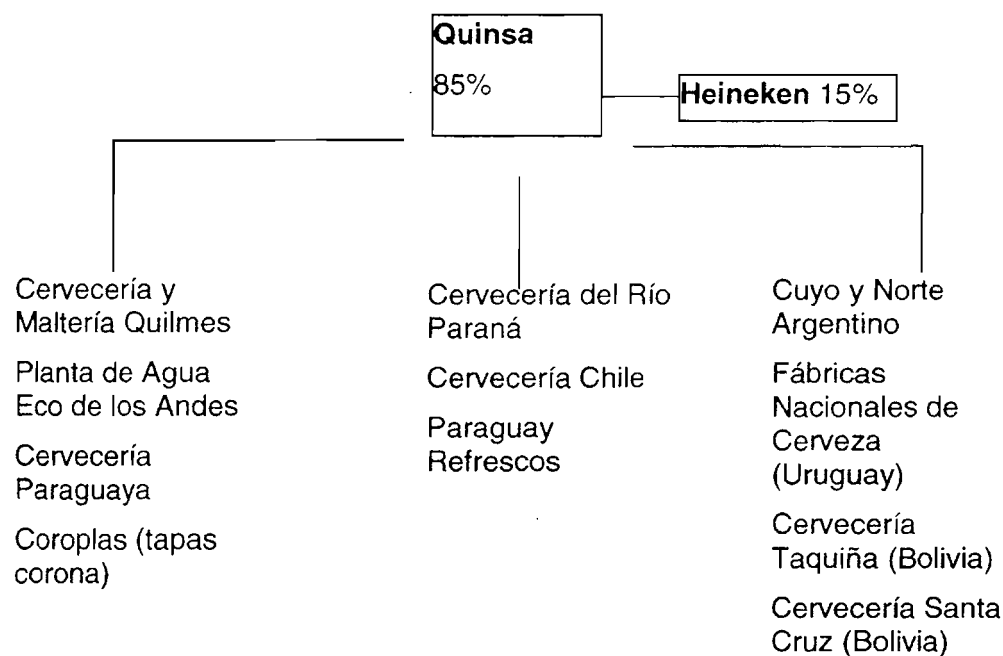 Quinsa
85%
Heineken 15%
Cervecería y
Maltería Quilmes
Planta de Agua
Eco de los Andes
Cervecería
Paraguaya
Coroplas (tapas
corona)
Cervecería del Río
Paraná
Cervecería Chile
Paraguay
Refrescos
Cuyo y Norte
Argentino
Fábricas
Nacionales de
Cerveza
(Uruguay)
Cervecería
Taquiña (Bolivia)
Cervecería Santa
Cruz (Bolivia)